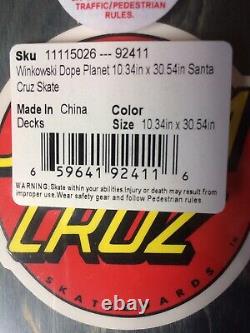 TRAFFIC/PEDESTRIAN
RULES.
Sku 11115026 --- 92411
Winkowski Dope Planet 10.34in x 30.54in Santa
Cruz Skate
Made In China Color
Decks Size 10.34in x 30.54in
6 59641 92411 6
WARNING:Skate within your abilities.Injury or death may result from
improper use.Wear safety gear and follow Pedestrian rules
CRUZ
SKATEBOARDS